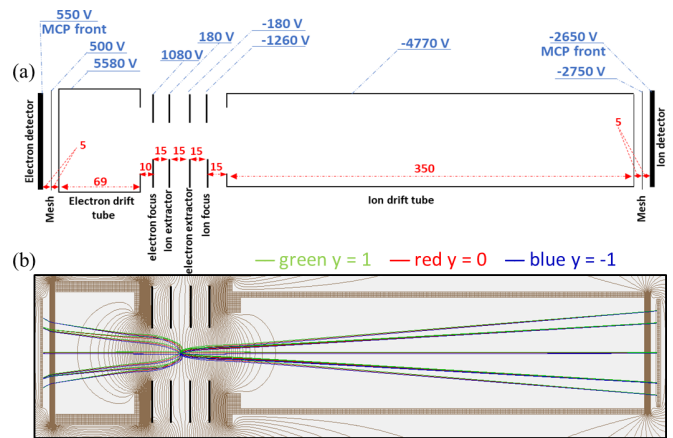 550 V
MCP front
500 V
5580 V
1080V
180 V
-180 V
-1260 V
-4770 V
-2650 V
MCP front
-2750 V
(a)
Electron detector
Mesh
5
69
Electron drift
tube
10
15
15
15
15
electron focus
Ion extractor
electron extractor
Ion focus
350
Ion drift tube
5
Mesh
Ion detector
(b)
green y = 1
red y = 0
blue y = -1